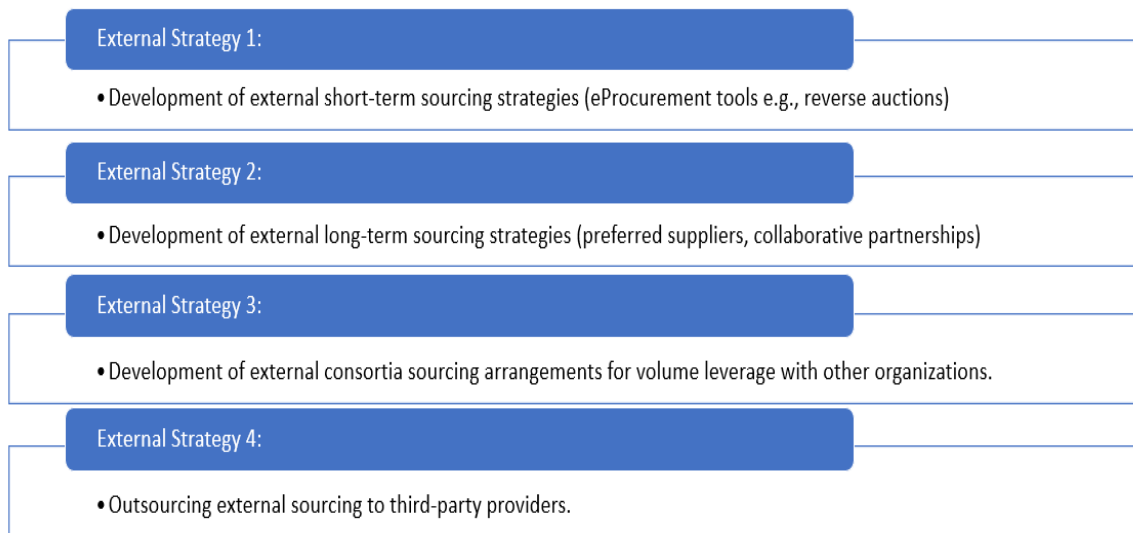 External Strategy 1:
• Development of external short-term sourcing strategies (eProcurement tools e.g., reverse auctions)
External Strategy 2:
• Development of external long-term sourcing strategies (preferred suppliers, collaborative partnerships)
External Strategy 3:
• Development of external consortia sourcing arrangements for volume leverage with other organizations.
External Strategy 4:
• Outsourcing external sourcing to third-party providers.